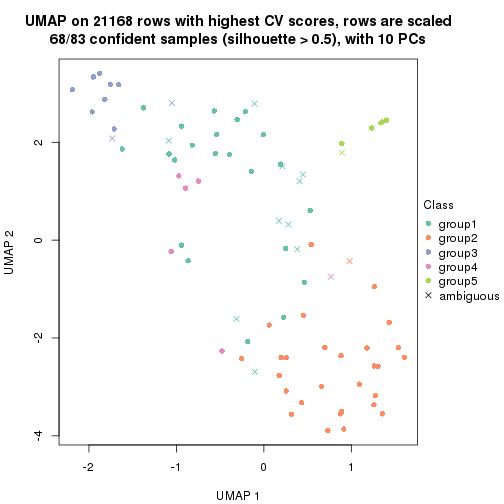 UMAP on 21168 rows with highest CV scores, rows are scaled
68/83 confident samples (silhouette > 0.5), with 10 PCs
Class
group1
group2
group3
group4
group5
ambiguous
UMAP 2
2
0
-2
-4
-2
-1
0
1
UMAP 1